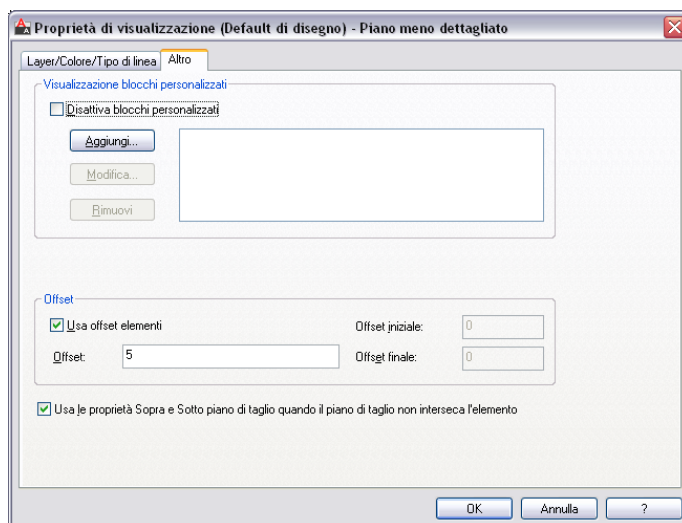 Proprietà di visualizzazione (Default di disegno) - Piano meno dettagliato
Layer/Colore/Tipo di linea Altro
Visualizzazione blocchi personalizzati
Disattiva blocchi personalizzati
Aggiungi...
Modifica...
Rimuovi
Offset
Usa offset elementi Offset iniziale: 0
Offset: 5 Offset finale: 0
Usa le proprietà Sopra e Sotto piano di taglio quando il piano di taglio non interseca l'elemento
OK Annulla ?